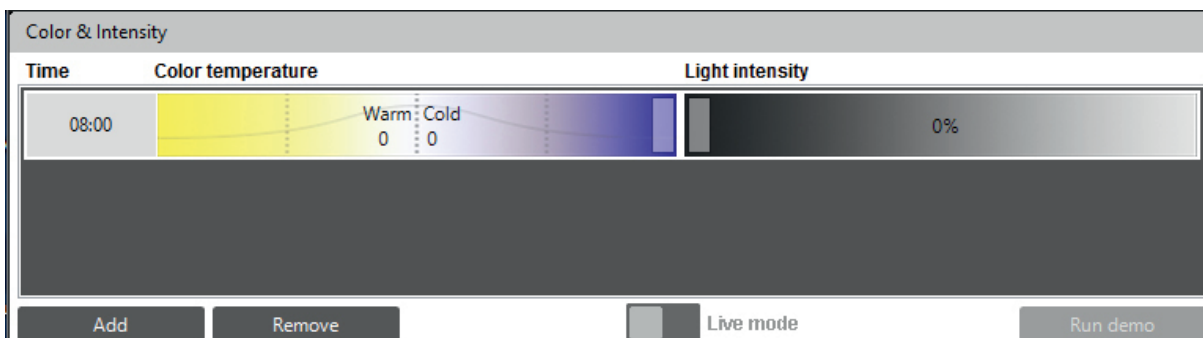 Color & Intensity
Time Color temperature Light intensity
08:00 Warm Cold 0%
0 0
Add Remove Live mode Run demo